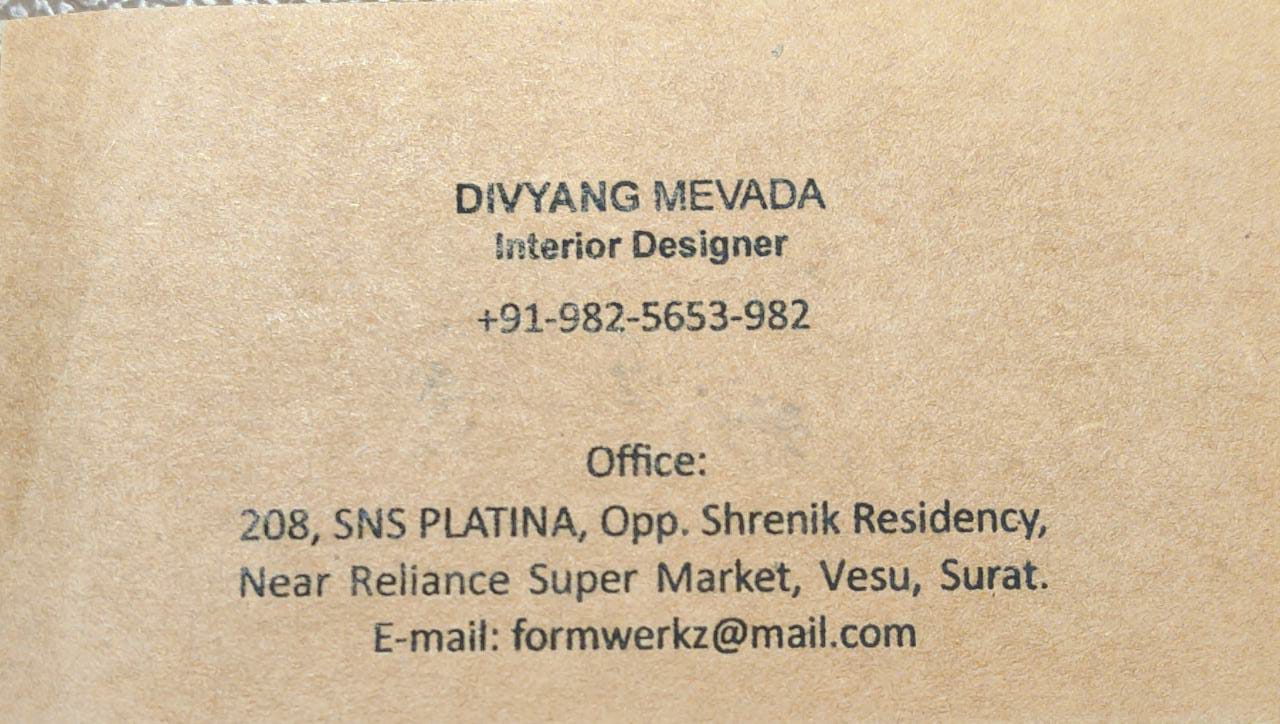 DIVYANG MEVADA
Interior Designer
+91-982-5653-982
Office:
208, SNS PLATINA, Opp. Shrenik Residency,
Near Reliance Super Market, Vesu, Surat.
E-mail: formwerkz@mail.com